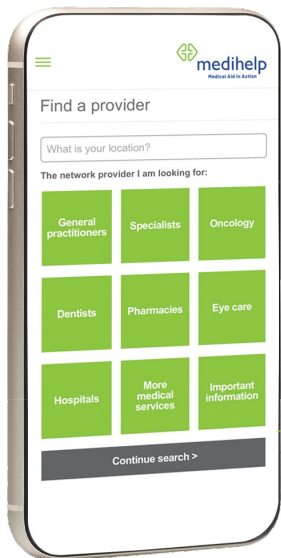 medihelp
Medical Aid in Action
Find a provider
What is your location?
The network provider I am looking for:
General
practitioners
Specialists
Oncology
Dentists
Pharmacies
Eye care
Hospitals
More
medical
services
Important
information
Continue search >